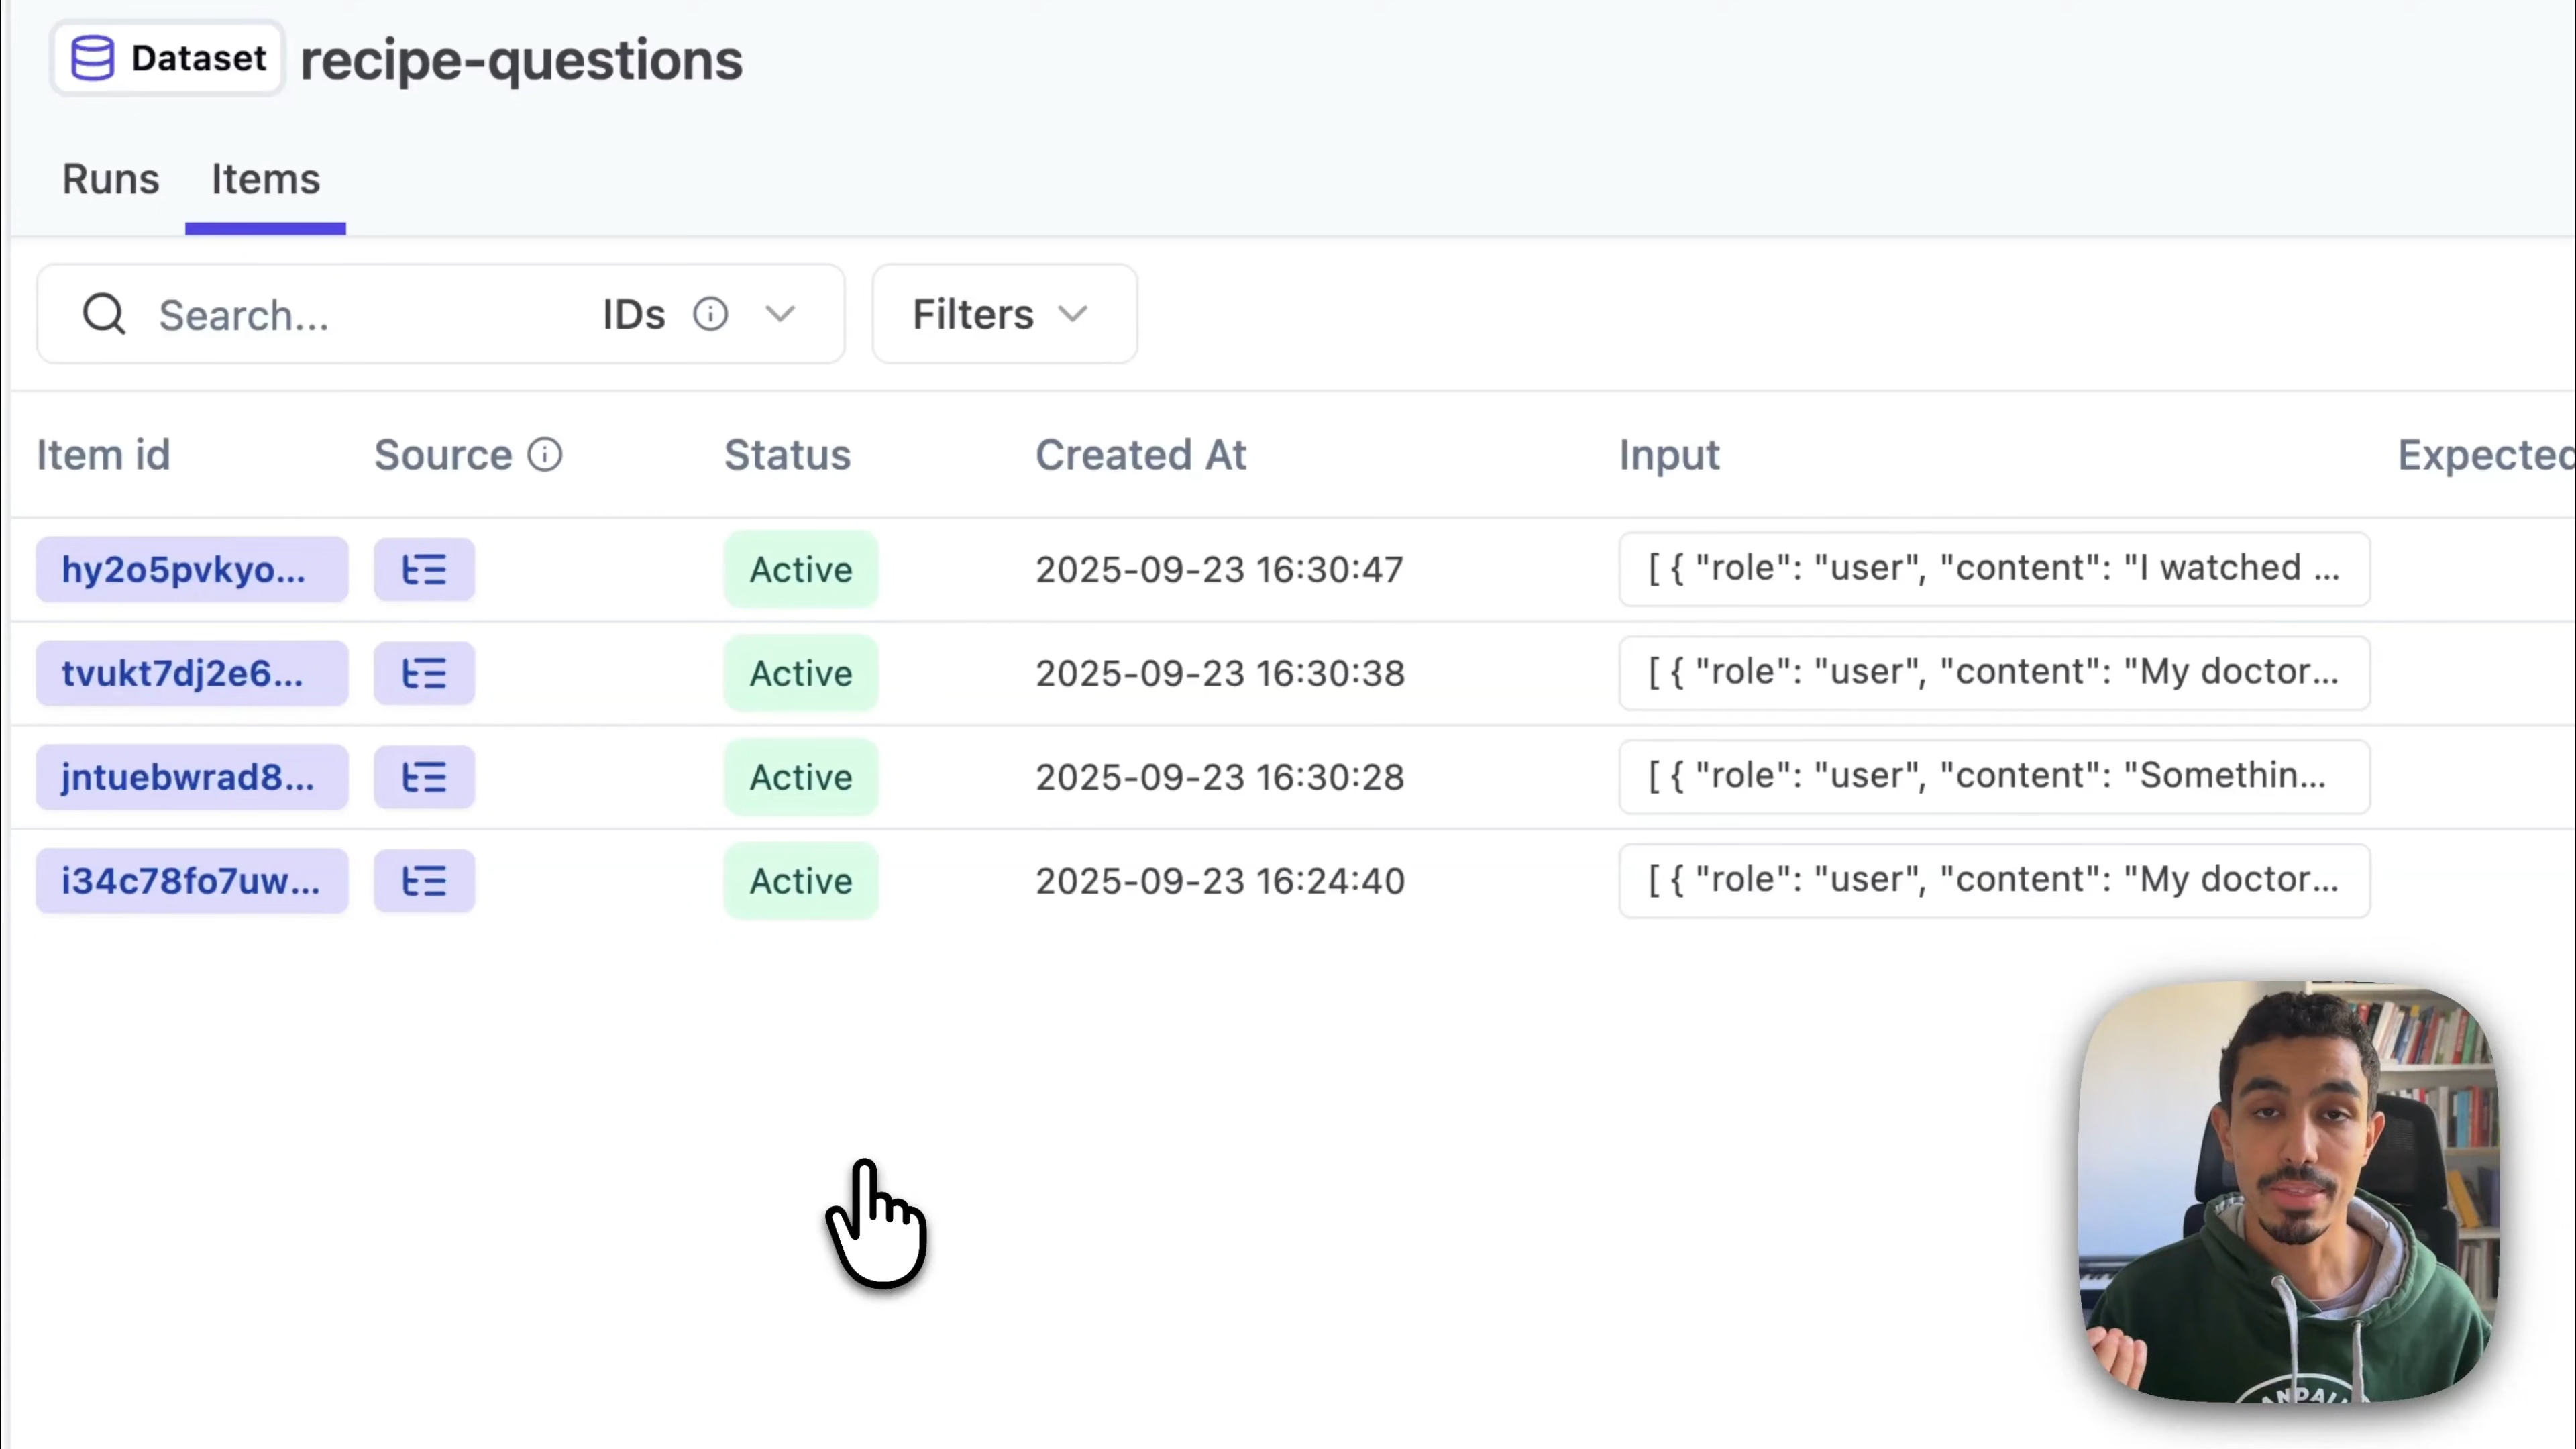 Dataset recipe-questions
Runs Items
Search... IDs Filters
Item id Source Status Created At Input Expected
hy2o5pvkyo... Active 2025-09-23 16:30:47 [ { "role": "user", "content": "I watched ...
tvukt7dj2e6... Active 2025-09-23 16:30:38 [ { "role": "user", "content": "My doctor...
jntuebwrad8... Active 2025-09-23 16:30:28 [ { "role": "user", "content": "Somethin...
i34c78fo7uw... Active 2025-09-23 16:24:40 [ { "role": "user", "content": "My doctor...